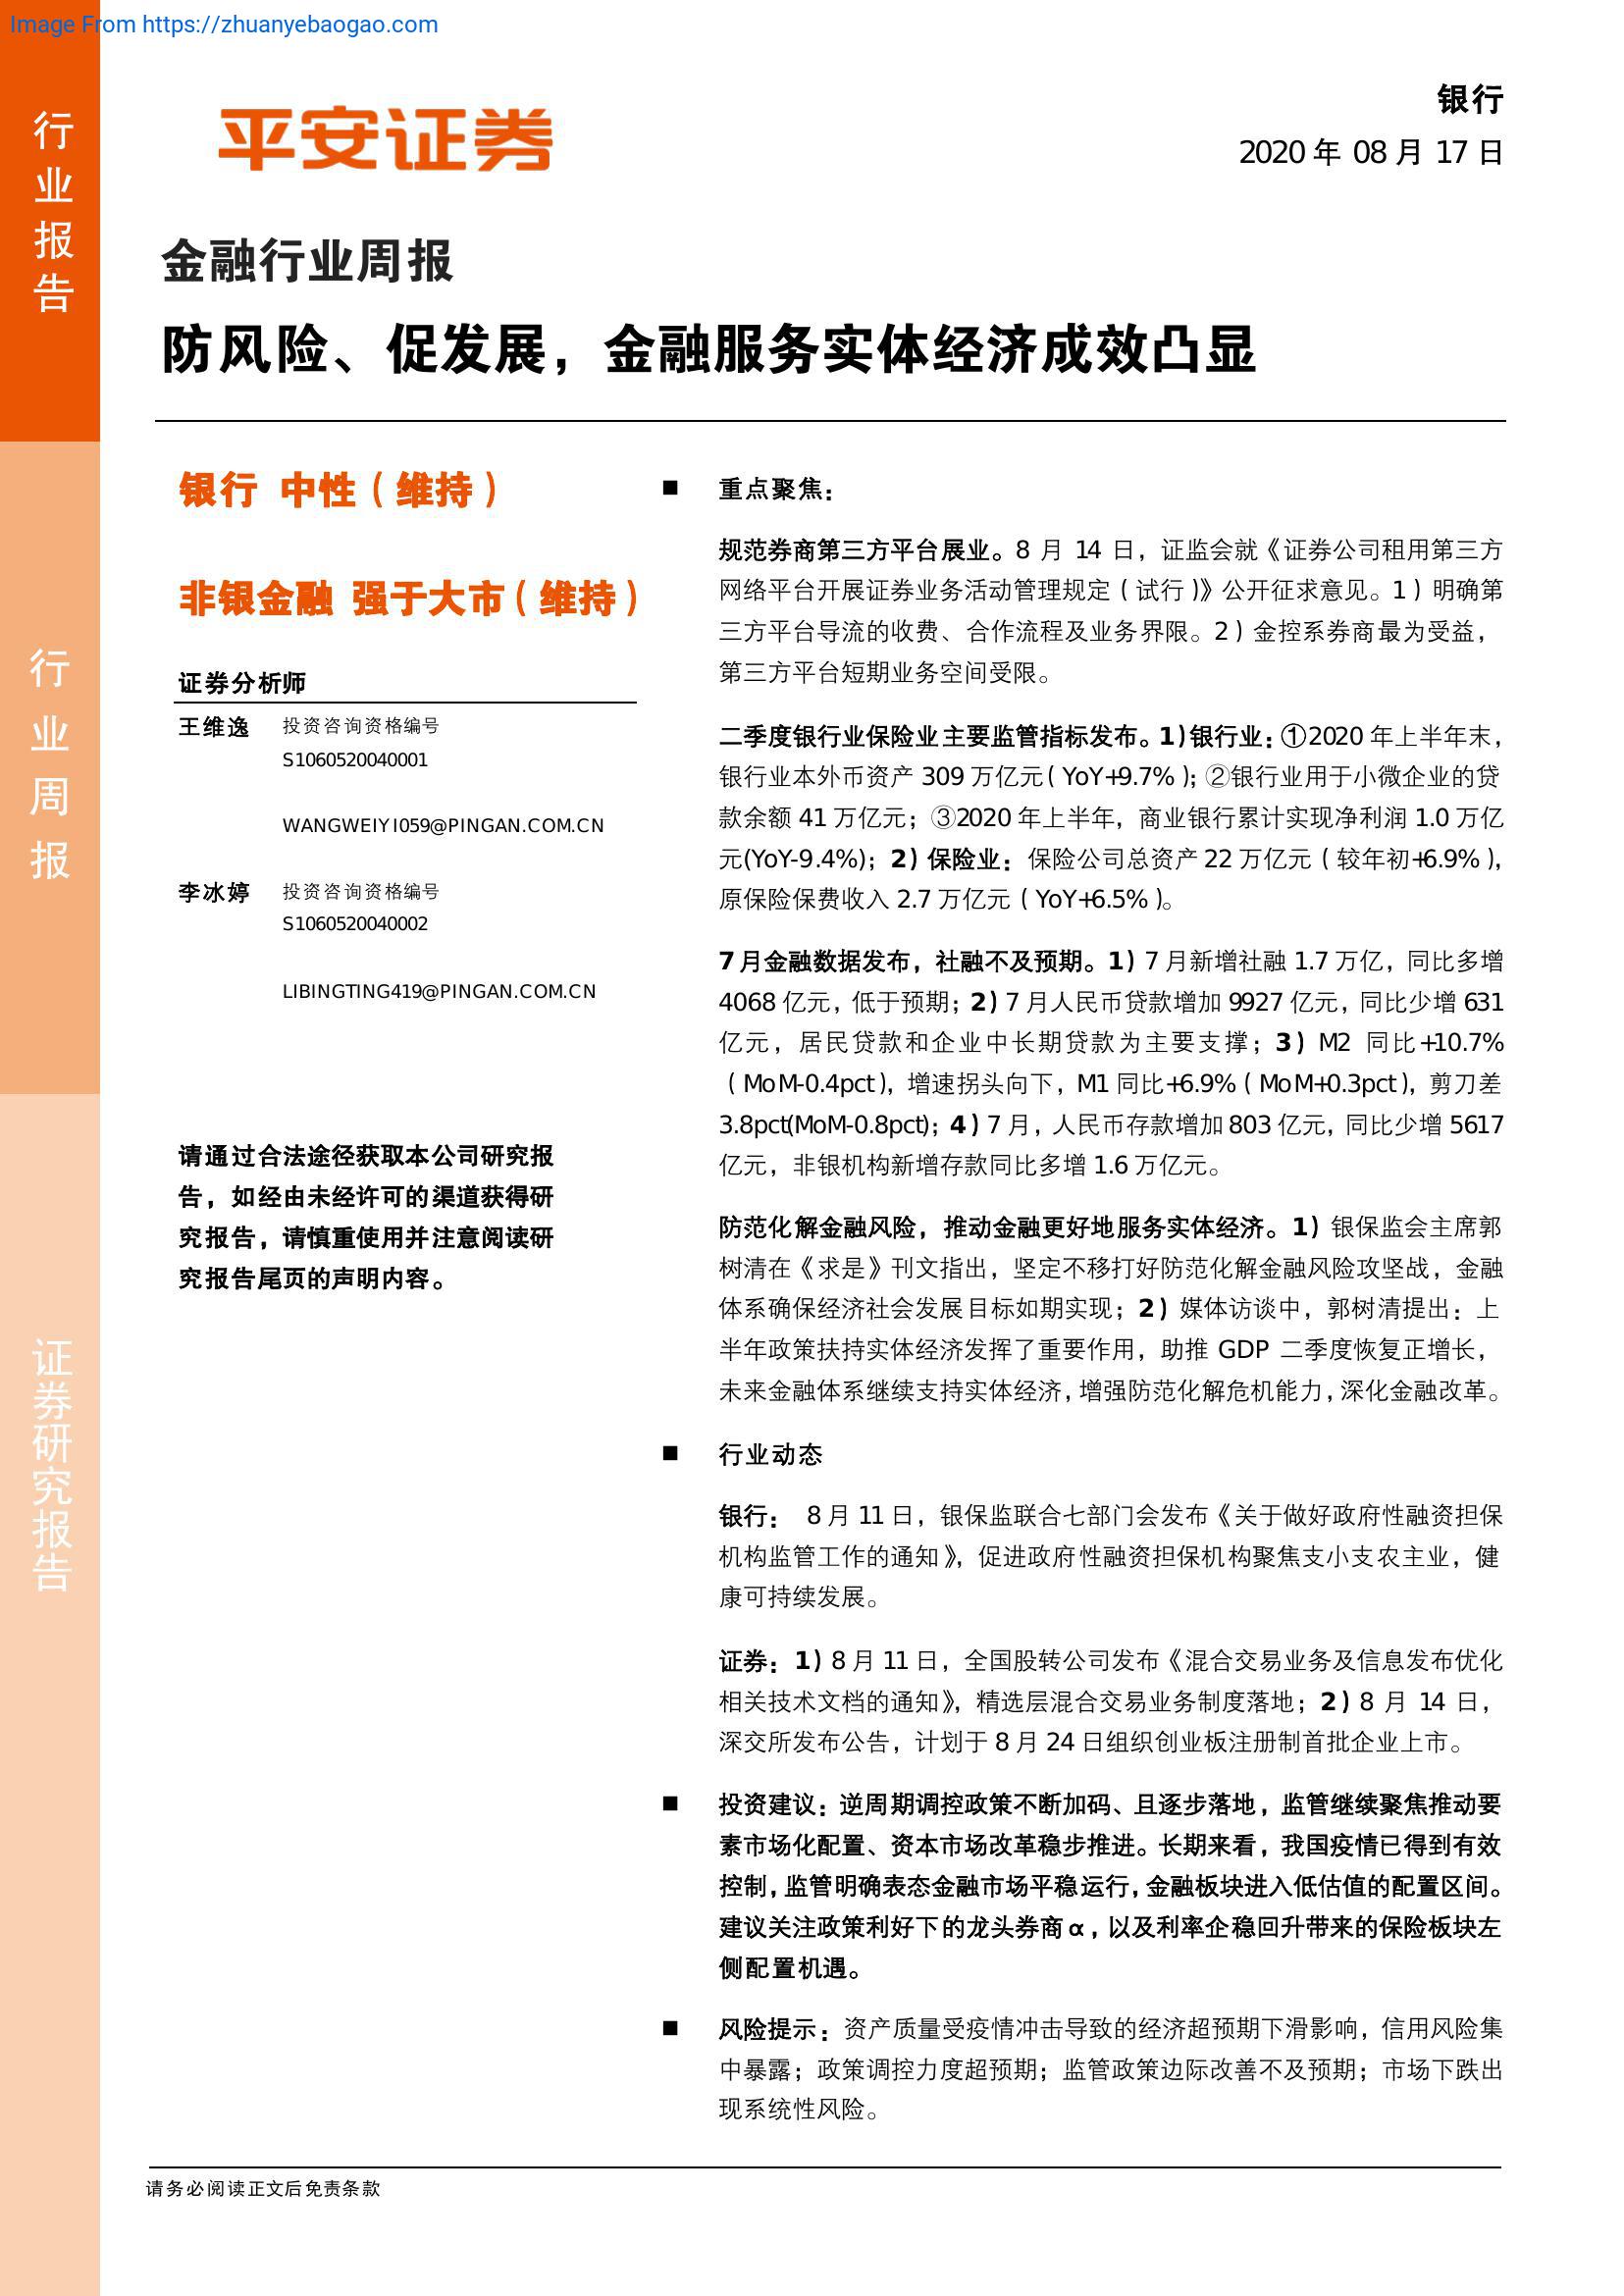 Image From https://zhuanyebaogao.com
行业报告
行业周报
证券研究报告
平安证券
银行
2020 年 08 月 17 日
金融行业周报
防风险、促发展，金融服务实体经济成效凸显
银行 中性（维持）
非银金融 强于大市（维持）
证券分析师
王维逸 投资咨询资格编号
S1060520040001
WANGWEIYI059@PINGAN.COM.CN
李冰婷 投资咨询资格编号
S1060520040002
LIBINGTING419@PINGAN.COM.CN
请通过合法途径获取本公司研究报
告，如经由未经许可的渠道获得研
究报告，请慎重使用并注意阅读研
究报告尾页的声明内容。
■ 重点聚焦：
规范券商第三方平台展业。8 月 14 日，证监会就《证券公司租用第三方
网络平台开展证券业务活动管理规定（试行）》公开征求意见。1）明确第
三方平台导流的收费、合作流程及业务界限。2）金控系券商最为受益，
第三方平台短期业务空间受限。
二季度银行业保险业主要监管指标发布。1)银行业：①2020 年上半年末，
银行业本外币资产 309 万亿元（YoY+9.7%）；②银行业用于小微企业的贷
款余额 41 万亿元；③2020 年上半年，商业银行累计实现净利润 1.0 万亿
元(YoY-9.4%)；2)保险业：保险公司总资产 22 万亿元（较年初+6.9%），
原保险保费收入 2.7 万亿元（YoY+6.5%）。
7 月金融数据发布，社融不及预期。1）7 月新增社融 1.7 万亿，同比多增
4068 亿元，低于预期；2）7 月人民币贷款增加 9927 亿元，同比少增 631
亿元，居民贷款和企业中长期贷款为主要支撑；3）M2 同比+10.7%
（MoM-0.4pct），增速拐头向下，M1 同比+6.9%（MoM+0.3pct），剪刀差
3.8pct(MoM-0.8pct)；4）7 月，人民币存款增加 803 亿元，同比少增 5617
亿元，非银机构新增存款同比多增 1.6 万亿元。
防范化解金融风险，推动金融更好地服务实体经济。1）银保监会主席郭
树清在《求是》刊文指出，坚定不移打好防范化解金融风险攻坚战，金融
体系确保经济社会发展目标如期实现；2）媒体访谈中，郭树清提出：上
半年政策扶持实体经济发挥了重要作用，助推 GDP 二季度恢复正增长，
未来金融体系继续支持实体经济，增强防范化解危机能力，深化金融改革。
■ 行业动态
银行： 8 月 11 日，银保监联合七部门会发布《关于做好政府性融资担保
机构监管工作的通知》，促进政府性融资担保机构聚焦支小支农主业，健
康可持续发展。
证券：1）8 月 11 日，全国股转公司发布《混合交易业务及信息发布优化
相关技术文档的通知》，精选层混合交易业务制度落地；2）8 月 14 日，
深交所发布公告，计划于 8 月 24 日组织创业板注册制首批企业上市。
■ 投资建议：逆周期调控政策不断加码、且逐步落地，监管继续聚焦推动要
素市场化配置、资本市场改革稳步推进。长期来看，我国疫情已得到有效
控制，监管明确表态金融市场平稳运行，金融板块进入低估值的配置区间。
建议关注政策利好下的龙头券商α，以及利率企稳回升带来的保险板块左
侧配置机遇。
■ 风险提示：资产质量受疫情冲击导致的经济超预期下滑影响，信用风险集
中暴露；政策调控力度超预期；监管政策边际改善不及预期；市场下跌出
现系统性风险。
请务必阅读正文后免责条款